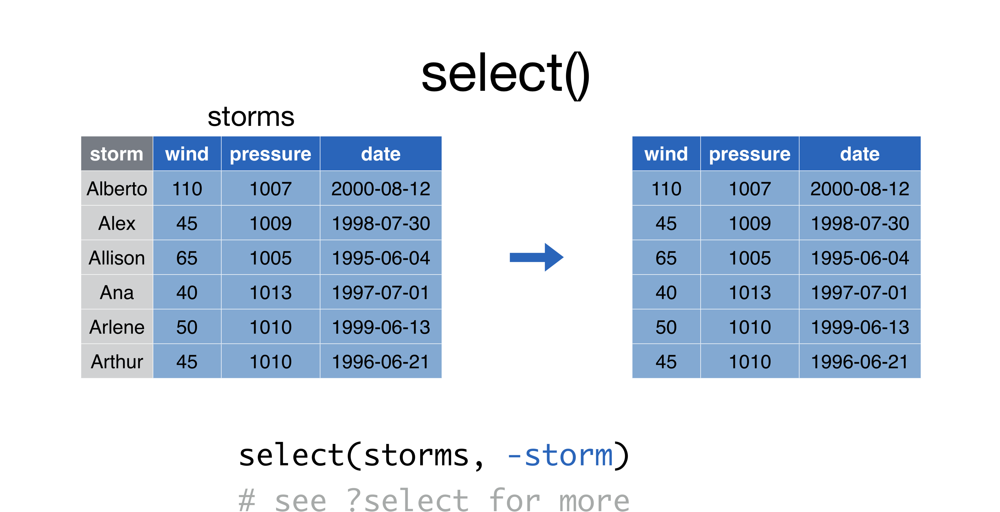 select()
storms
storm wind pressure date
Alberto 110 1007 2000-08-12
Alex 45 1009 1998-07-30
Allison 65 1005 1995-06-04
Ana 40 1013 1997-07-01
Arlene 50 1010 1999-06-13
Arthur 45 1010 1996-06-21
wind pressure date
110 1007 2000-08-12
45 1009 1998-07-30
65 1005 1995-06-04
40 1013 1997-07-01
50 1010 1999-06-13
45 1010 1996-06-21
select(storms, -storm)
# see ?select for more